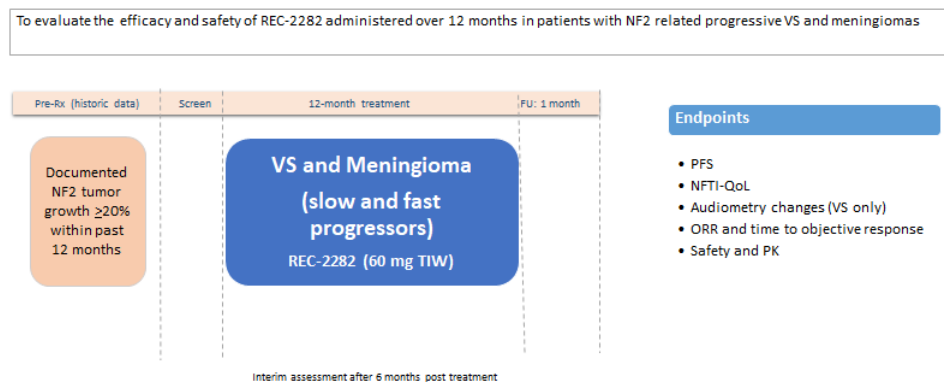 To evaluate the efficacy and safety of REC-2282 administered over 12 months in patients with NF2 related progressive VS and meningiomas
Pre-Rx (historic data)
Screen
12-month treatment
FU: 1 month
Documented
NF2 tumor
growth ≥20%
within past
12 months
VS and Meningioma
(slow and fast
progressors)
REC-2282 (60 mg TIW)
Endpoints
• PFS
• NFTI-QoL
• Audiometry changes (VS only)
• ORR and time to objective response
• Safety and PK
Interim assessment after 6 months post treatment